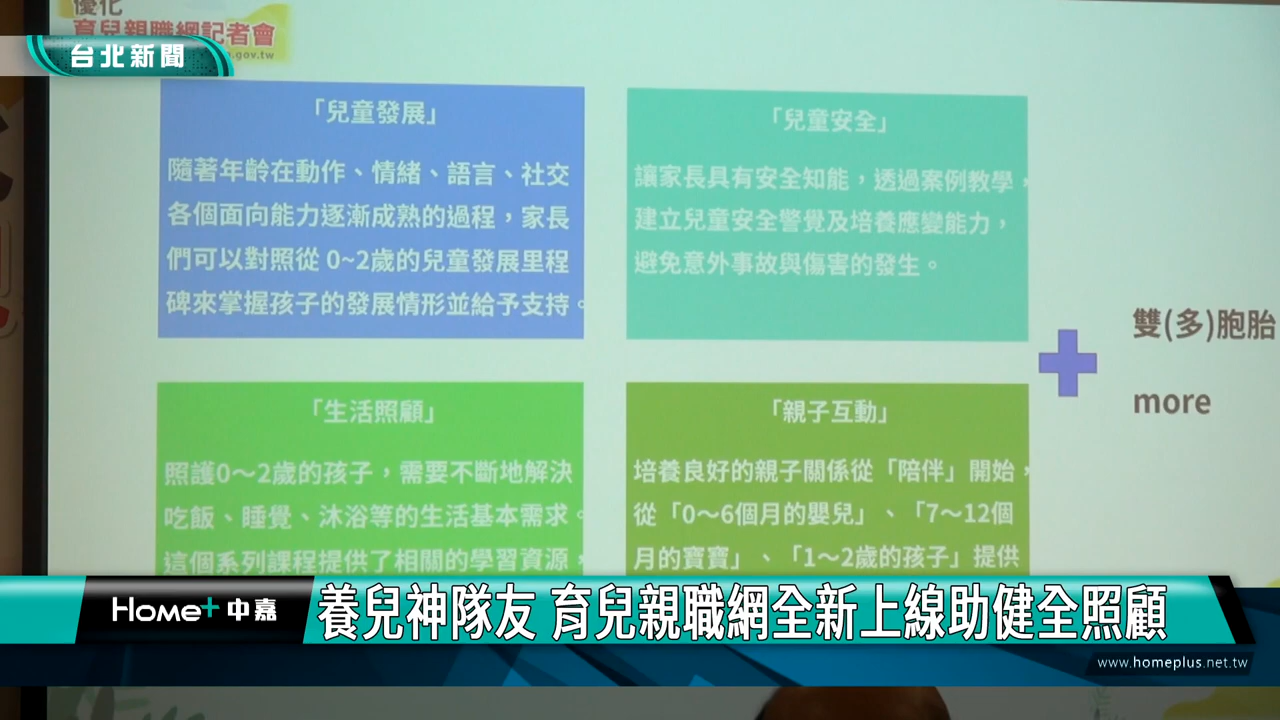 優化
育兒親職網記者會
.gov.tw
台北新聞
「兒童發展」
隨著年齡在動作、情緒、語言、社交
各個面向能力逐漸成熟的過程，家長
們可以對照從 0~2歲的兒童發展里程
碑來掌握孩子的發展情形並給予支持。
「兒童安全」
讓家長具有安全知能，透過案例教學，
建立兒童安全警覺及培養應變能力，
避免意外事故與傷害的發生。
「生活照顧」
照護0～2歲的孩子，需要不斷地解決
吃飯、睡覺、沐浴等的生活基本需求。
這個系列課程提供了相關的學習資源，
「親子互動」
培養良好的親子關係從「陪伴」開始，
從「0～6個月的嬰兒」、「7～12個
月的寶寶」、「1～2歲的孩子」提供
雙(多)胞胎
more
Home+ 中嘉
養兒神隊友 育兒親職網全新上線助健全照顧
www.homeplus.net.tw